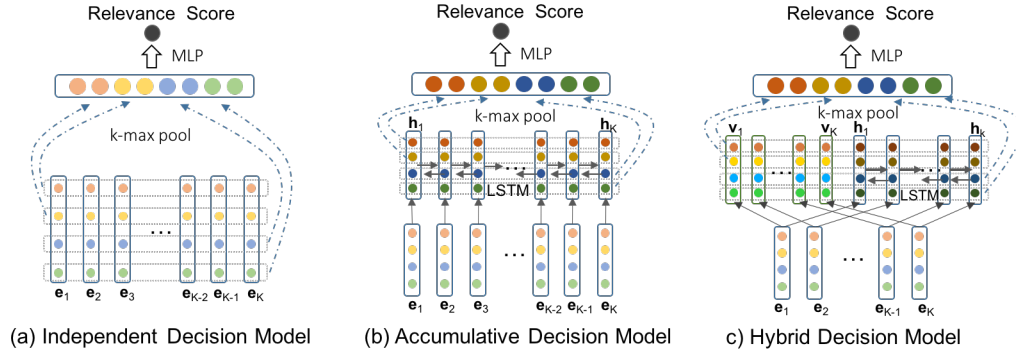 Relevance Score
MLP
k-max pool
...
e1 e2 e3 eK-2 eK-1 eK
(a) Independent Decision Model
Relevance Score
MLP
k-max pool
h1 hK
...
LSTM
...
e1 e2 e3 eK-2 eK-1 eK
(b) Accumulative Decision Model
Relevance Score
MLP
k-max pool
v1 vK h1 hk
... ...
LSTM
...
e1 e2 eK-1 eK
c) Hybrid Decision Model